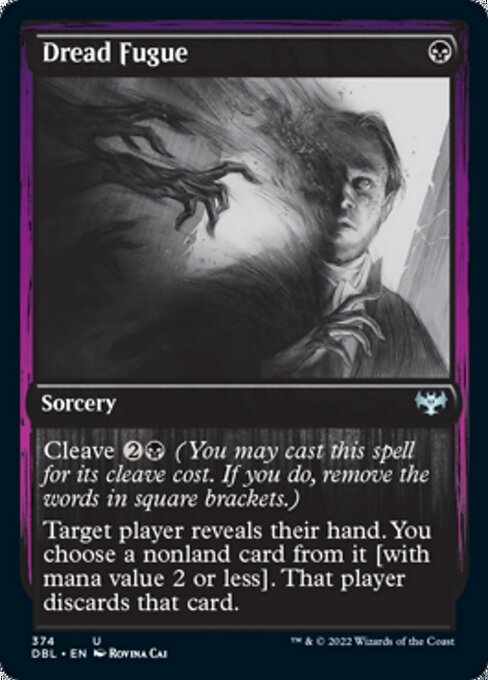 Dread Fugue
Sorcery
Cleave 2 (You may cast this spell
for its cleave cost. If you do, remove the
words in square brackets.)
Target player reveals their hand. You
choose a nonland card from it [with
mana value 2 or less]. That player
discards that card.
374 U
DBL • EN Rovina Cai
™ & © 2022 Wizards of the Coast